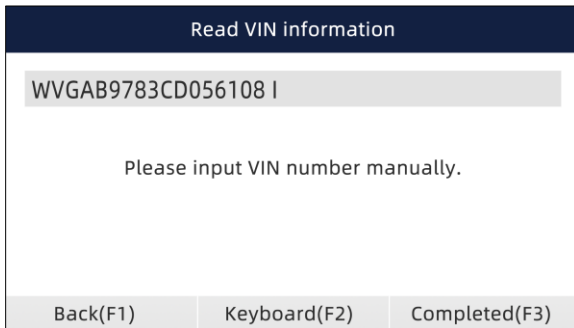 Read VIN information
WVGAB9783CD056108 I
Please input VIN number manually.
Back(F1) Keyboard(F2) Completed(F3)